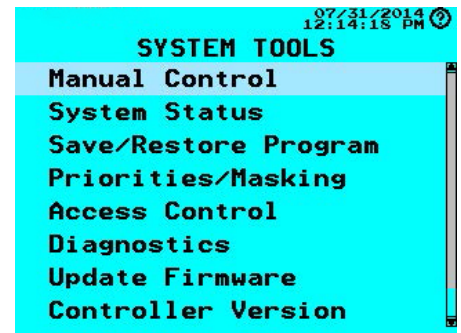 07/31/2014
12:14:18 PM ?
SYSTEM TOOLS
Manual Control
System Status
Save/Restore Program
Priorities/Masking
Access Control
Diagnostics
Update Firmware
Controller Version